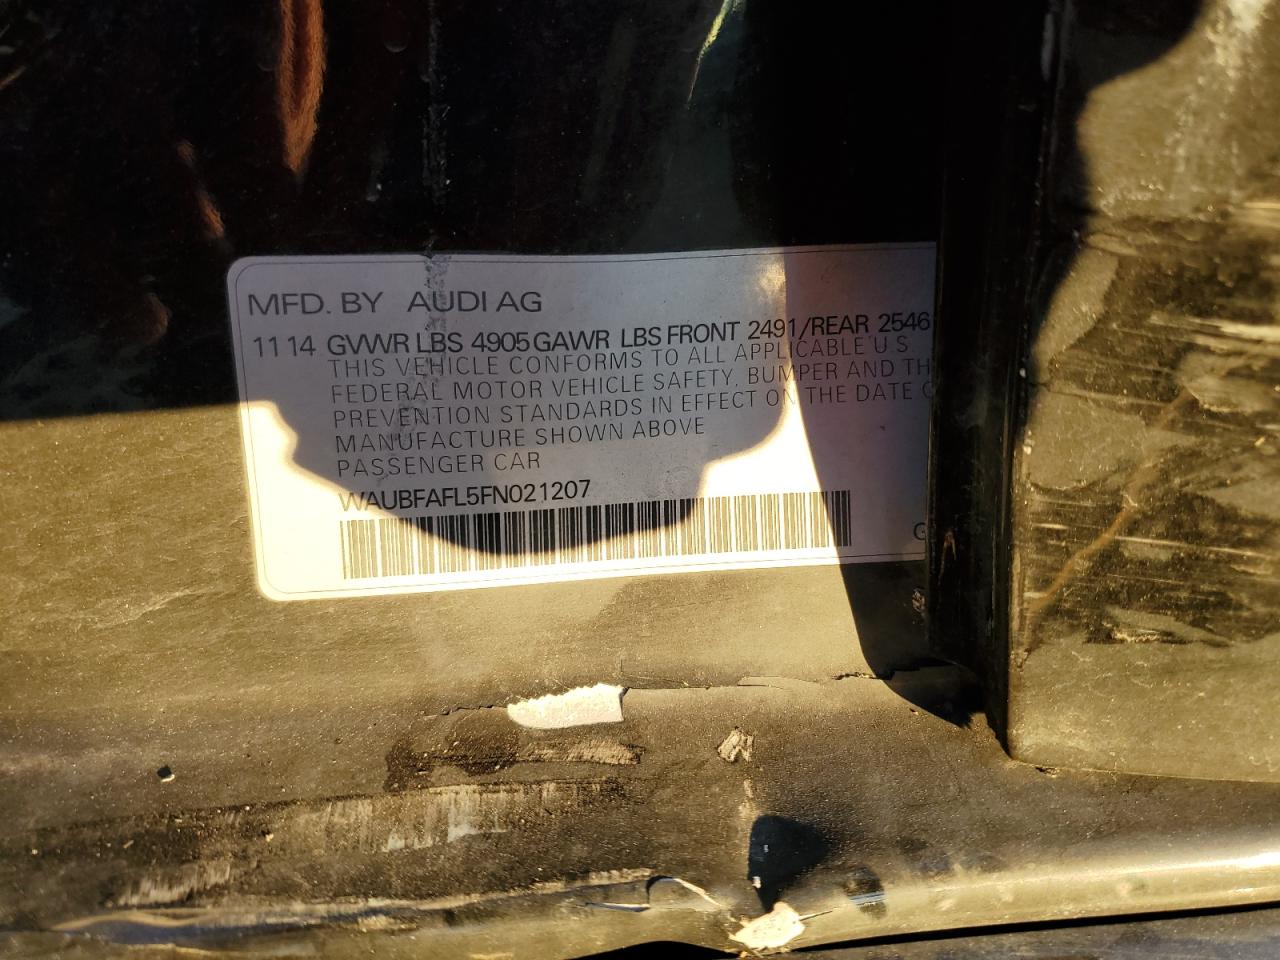 MFD. BY AUDI AG
11 14 GVWR LBS 4905 GAWR LBS FRONT 2491/REAR 2546
THIS VEHICLE CONFORMS TO ALL APPLICABLE U.S
FEDERAL MOTOR VEHICLE SAFETY, BUMPER AND TH
PREVENTION STANDARDS IN EFFECT ON THE DATE
MANUFACTURE SHOWN ABOVE
PASSENGER CAR
WAUBFAFL5FN021207